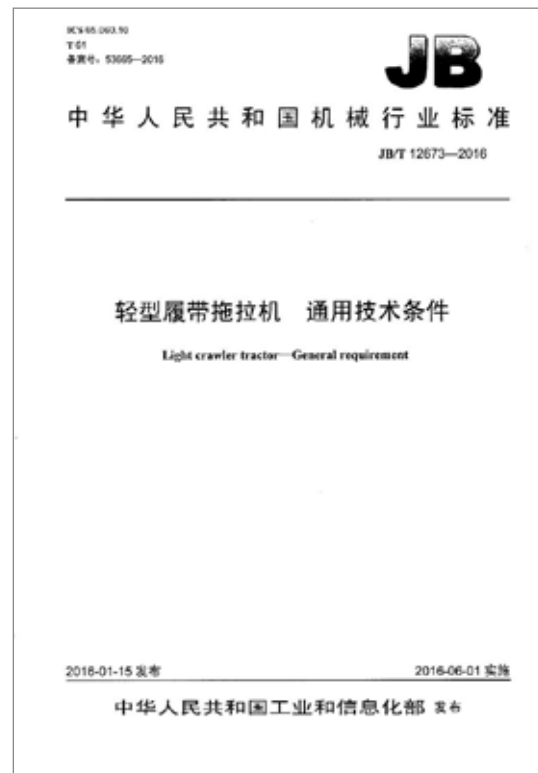 ICS 65.060.10
T 61
备案号：53665—2016
JB
中华人民共和国机械行业标准
JB/T 12673—2016
轻型履带拖拉机 通用技术条件
Light crawler tractor—General requirement
2016-01-15 发布
2016-06-01 实施
中华人民共和国工业和信息化部 发布